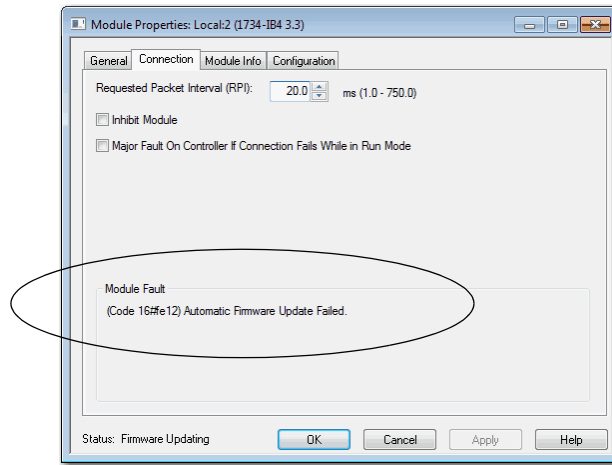 Module Properties: Local:2 (1734-IB4 3.3)
General Connection Module Info Configuration
Requested Packet Interval (RPI): 20.0 ms (1.0 - 750.0)
Inhibit Module
Major Fault On Controller If Connection Fails While in Run Mode
Module Fault
(Code 16#fe12) Automatic Firmware Update Failed.
Status: Firmware Updating OK Cancel Apply Help